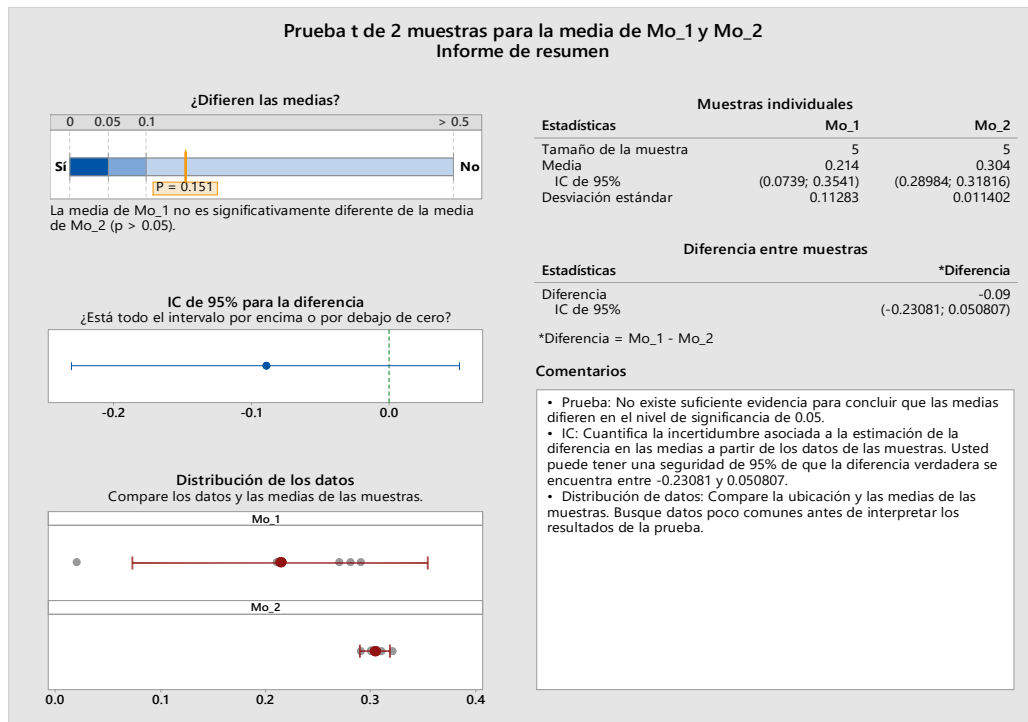 Prueba t de 2 muestras para la media de Mo_1 y Mo_2
Informe de resumen
¿Difieren las medias?
0 0.05 0.1 > 0.5
Sí No
P = 0.151
La media de Mo_1 no es significativamente diferente de la media
de Mo_2 (p > 0.05).
IC de 95% para la diferencia
¿Está todo el intervalo por encima o por debajo de cero?
-0.2 -0.1 0.0
Distribución de los datos
Compare los datos y las medias de las muestras.
Mo_1
Mo_2
0.0 0.1 0.2 0.3 0.4
Muestras individuales
Estadísticas Mo_1 Mo_2
Tamaño de la muestra 5 5
Media 0.214 0.304
IC de 95% (0.0739; 0.3541) (0.28984; 0.31816)
Desviación estándar 0.11283 0.011402
Diferencia entre muestras
Estadísticas *Diferencia
Diferencia -0.09
IC de 95% (-0.23081; 0.050807)
*Diferencia = Mo_1 - Mo_2
Comentarios
• Prueba: No existe suficiente evidencia para concluir que las medias
difieren en el nivel de significancia de 0.05.
• IC: Cuantifica la incertidumbre asociada a la estimación de la
diferencia en las medias a partir de los datos de las muestras. Usted
puede tener una seguridad de 95% de que la diferencia verdadera se
encuentra entre -0.23081 y 0.050807.
• Distribución de datos: Compare la ubicación y las medias de las
muestras. Busque datos poco comunes antes de interpretar los
resultados de la prueba.